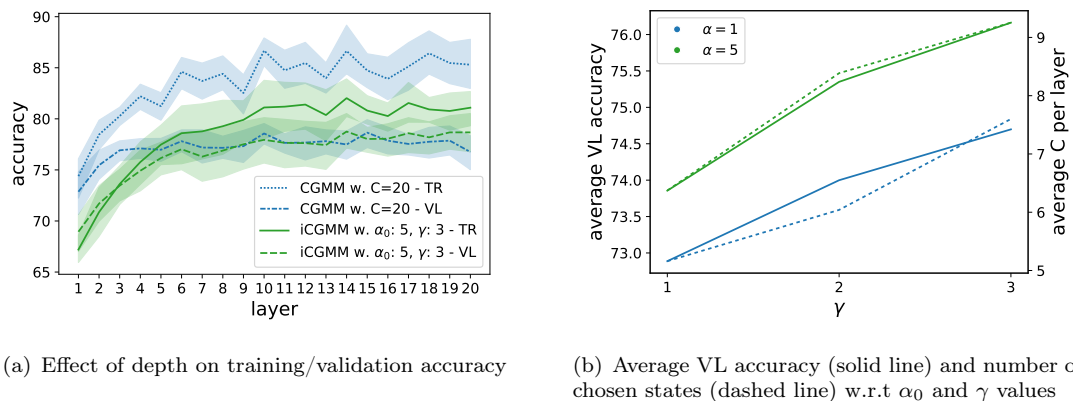 90
85
80
75
70
65
accuracy
CGMM w. C=20 - TR
CGMM w. C=20 - VL
iCGMM w. α₀: 5, γ: 3 - TR
iCGMM w. α₀: 5, γ: 3 - VL
1 2 3 4 5 6 7 8 9 10 11 12 13 14 15 16 17 18 19 20
layer
(a) Effect of depth on training/validation accuracy
76.0
75.5
75.0
74.5
74.0
73.5
73.0
average VL accuracy
α = 1
α = 5
9
8
7
6
5
average C per layer
1 2 3
γ
(b) Average VL accuracy (solid line) and number o
chosen states (dashed line) w.r.t α₀ and γ values